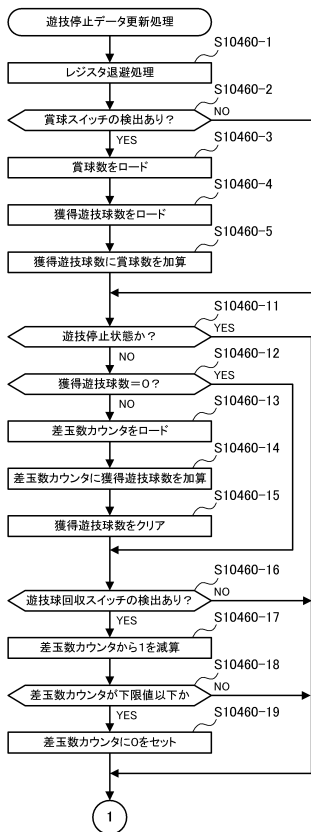 遊技停止データ更新処理
S10460-1
レジスタ退避処理
S10460-2
賞球スイッチの検出あり?
NO
YES
S10460-3
賞球数をロード
S10460-4
獲得遊技球数をロード
S10460-5
獲得遊技球数に賞球数を加算
S10460-11
遊技停止状態か?
YES
NO
S10460-12
獲得遊技球数=0?
YES
NO
S10460-13
差玉数カウンタをロード
S10460-14
差玉数カウンタに獲得遊技球数を加算
S10460-15
獲得遊技球数をクリア
S10460-16
遊技球回収スイッチの検出あり?
NO
YES
S10460-17
差玉数カウンタから1を減算
S10460-18
差玉数カウンタが下限値以下か
NO
YES
S10460-19
差玉数カウンタに0をセット
1